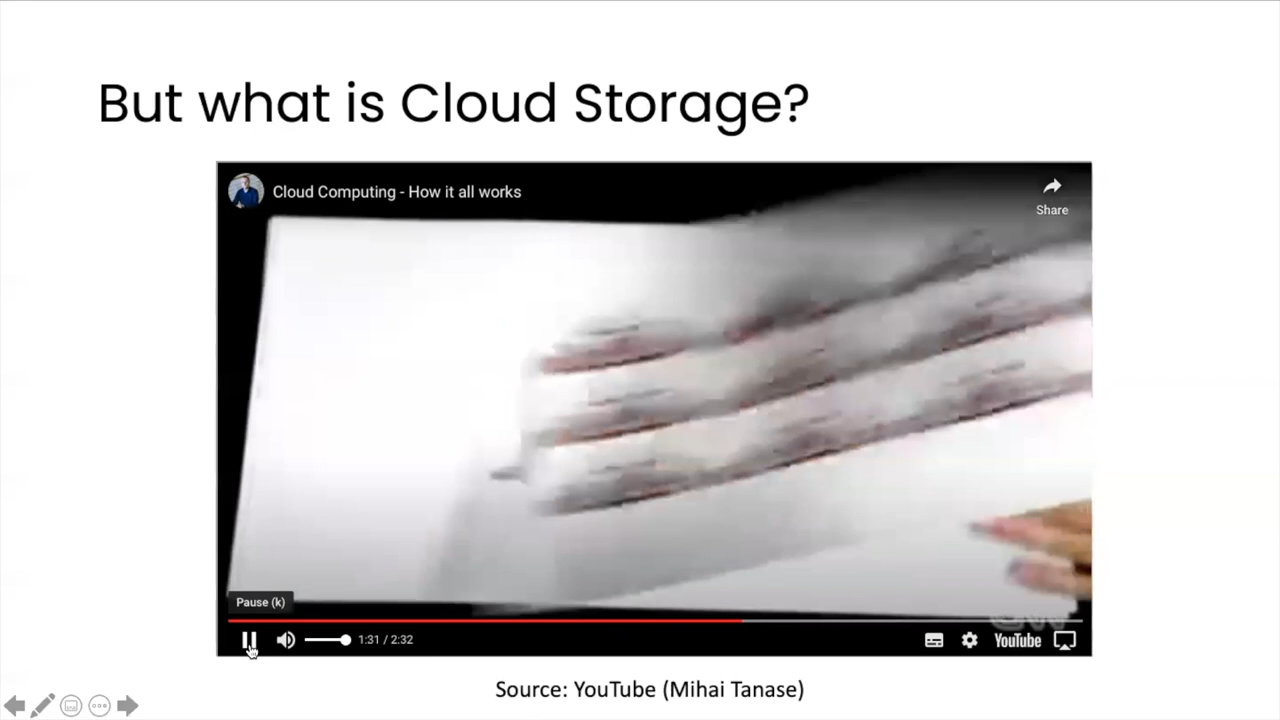 But what is Cloud Storage?
Cloud Computing - How it all works
Share
Pause (k)
1:31 / 2:32
YouTube
Source: YouTube (Mihai Tanase)